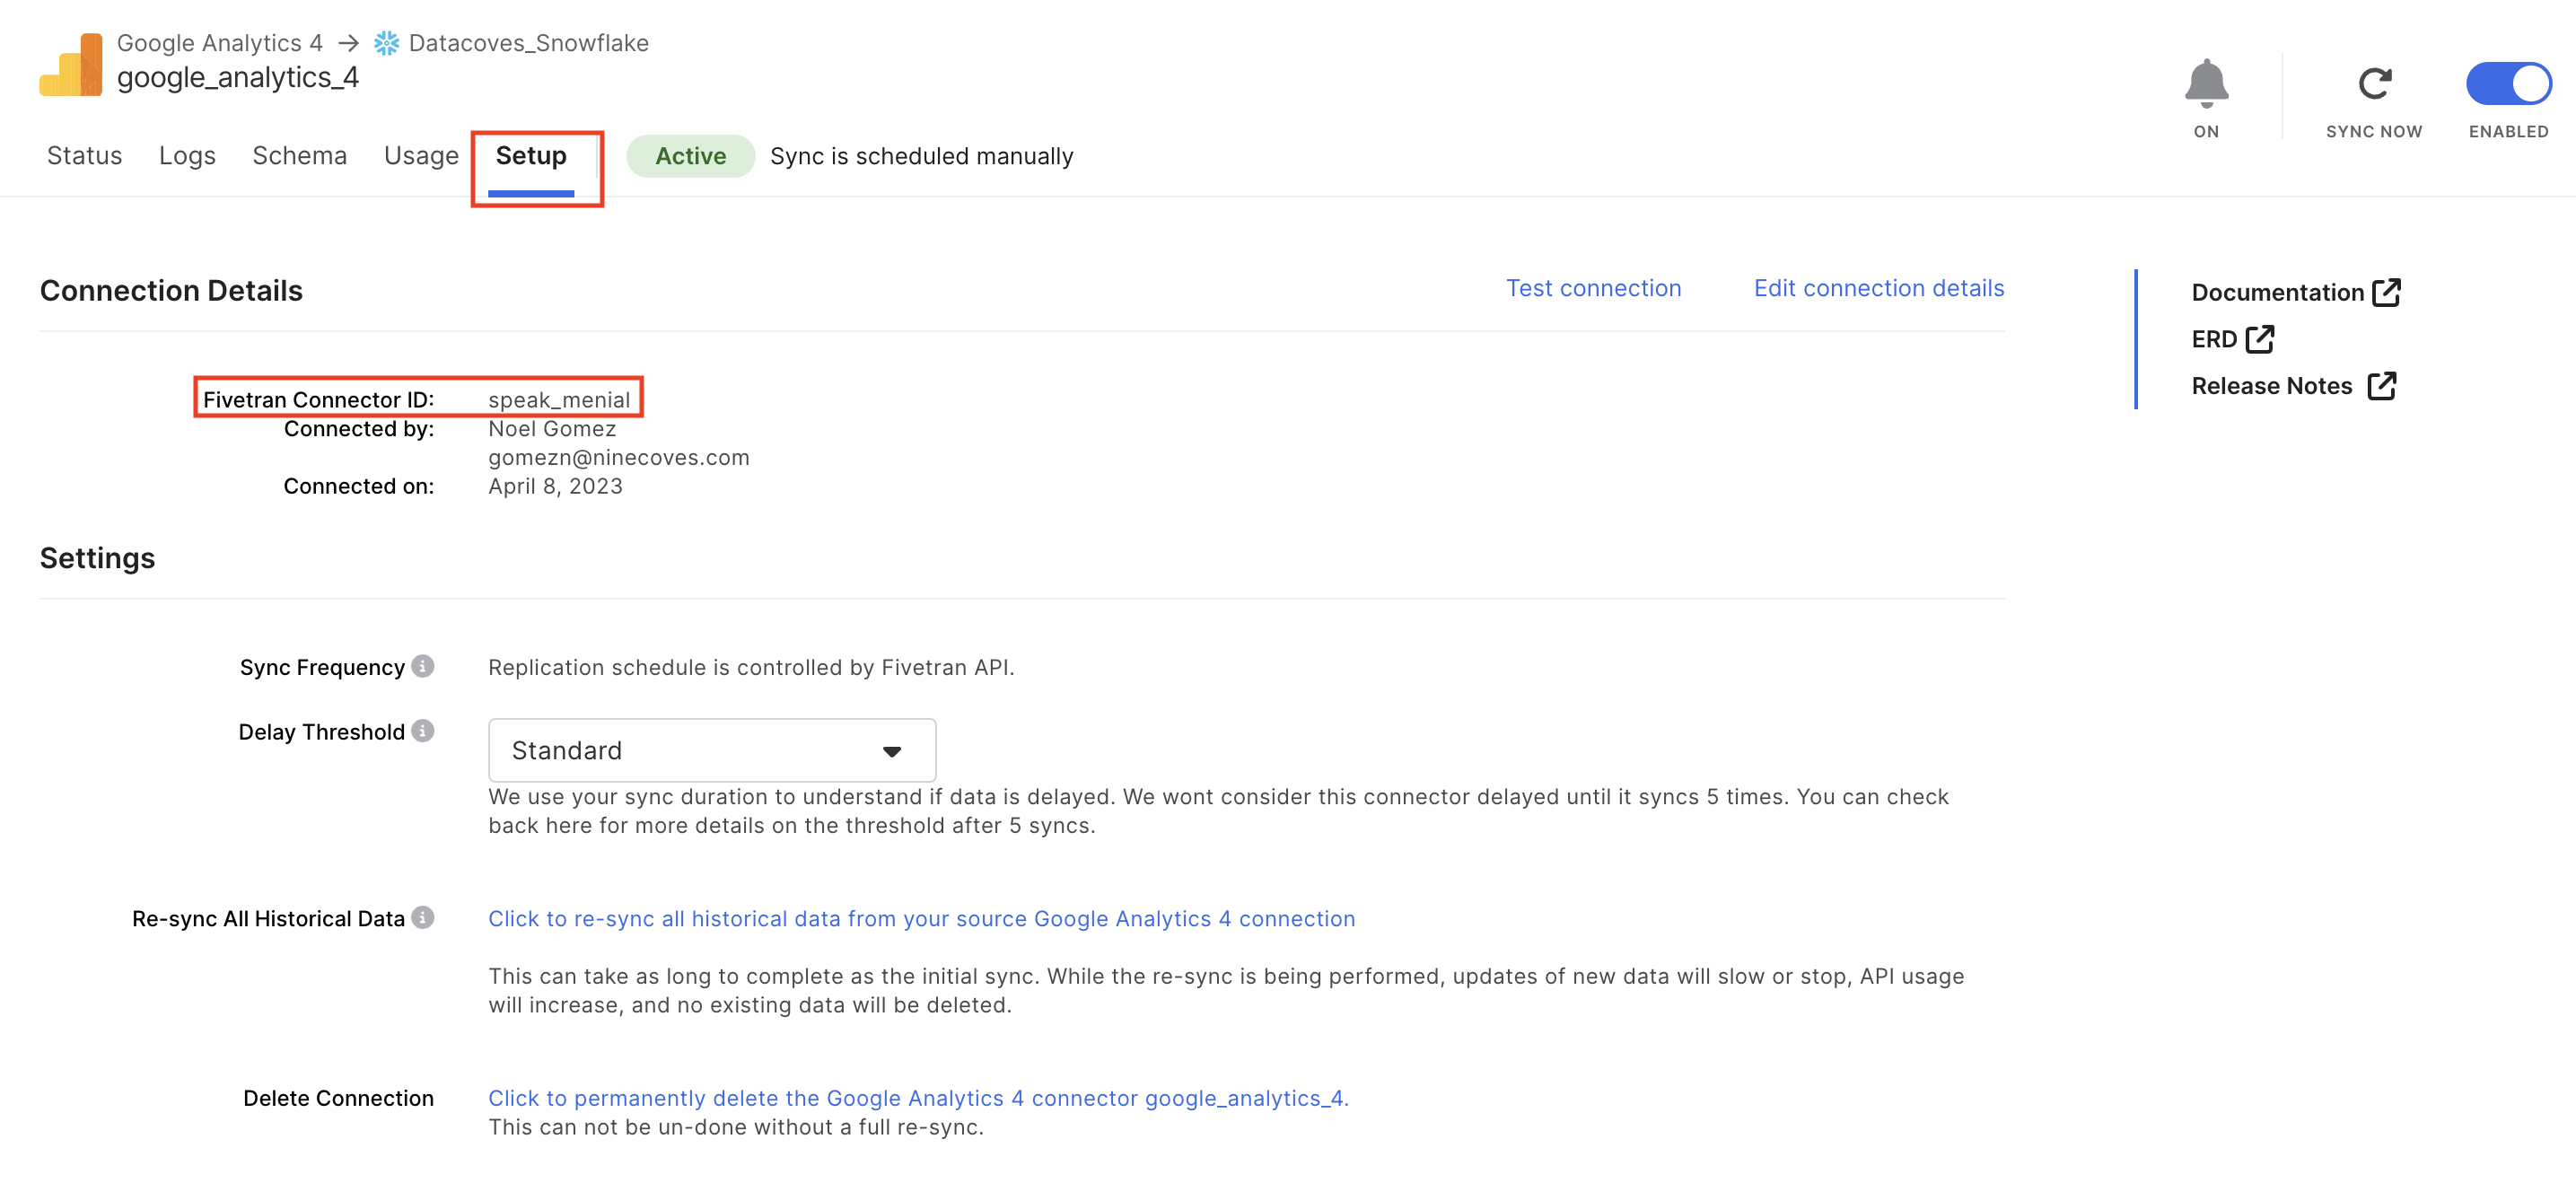 Google Analytics 4 → Datacoves_Snowflake
google_analytics_4
ON
SYNC NOW
ENABLED
Status Logs Schema Usage Setup Active Sync is scheduled manually
Connection Details Test connection Edit connection details
Documentation
ERD
Release Notes
Fivetran Connector ID: speak_menial
Connected by: Noel Gomez
gomezn@ninecoves.com
Connected on: April 8, 2023
Settings
Sync Frequency Replication schedule is controlled by Fivetran API.
Delay Threshold Standard
We use your sync duration to understand if data is delayed. We wont consider this connector delayed until it syncs 5 times. You can check
back here for more details on the threshold after 5 syncs.
Re-sync All Historical Data Click to re-sync all historical data from your source Google Analytics 4 connection
This can take as long to complete as the initial sync. While the re-sync is being performed, updates of new data will slow or stop, API usage
will increase, and no existing data will be deleted.
Delete Connection Click to permanently delete the Google Analytics 4 connector google_analytics_4.
This can not be un-done without a full re-sync.